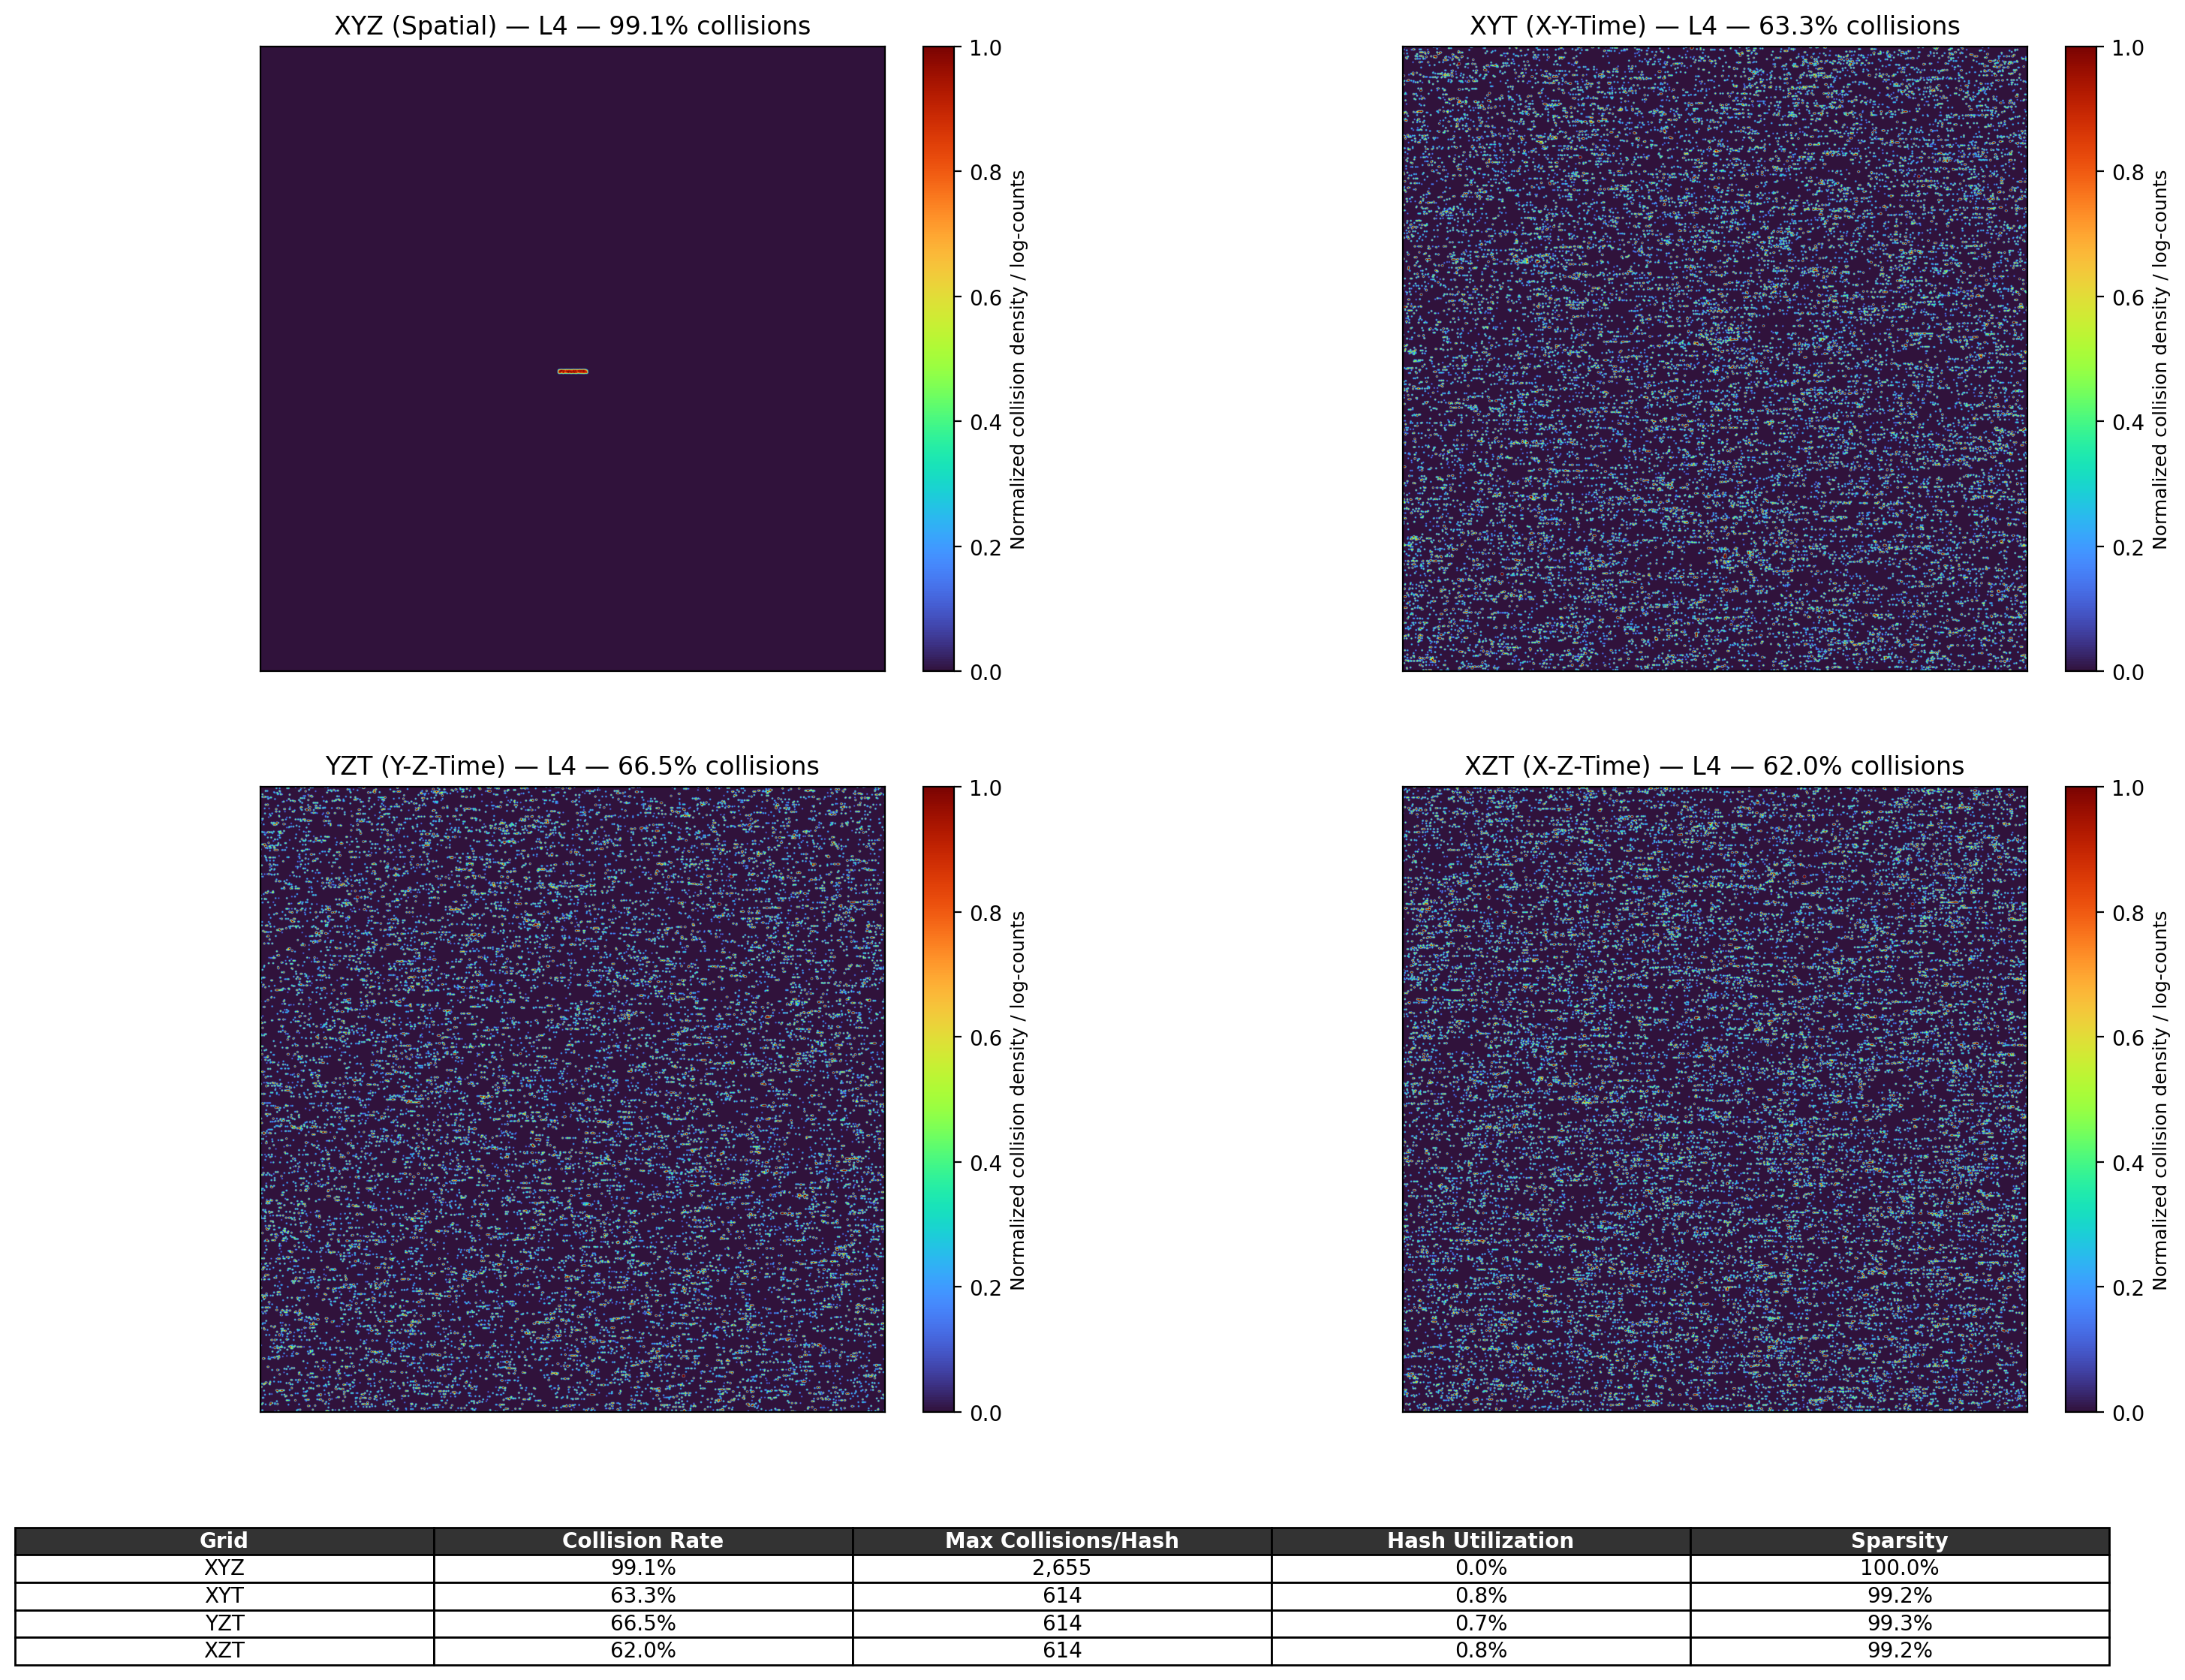 XYZ (Spatial) — L4 — 99.1% collisions
1.0
0.8
0.6
0.4
0.2
0.0
Normalized collision density / log-counts
XYT (X-Y-Time) — L4 — 63.3% collisions
1.0
0.8
0.6
0.4
0.2
0.0
Normalized collision density / log-counts
YZT (Y-Z-Time) — L4 — 66.5% collisions
1.0
0.8
0.6
0.4
0.2
0.0
Normalized collision density / log-counts
XZT (X-Z-Time) — L4 — 62.0% collisions
1.0
0.8
0.6
0.4
0.2
0.0
Normalized collision density / log-counts
Grid Collision Rate Max Collisions/Hash Hash Utilization Sparsity
XYZ 99.1% 2,655 0.0% 100.0%
XYT 63.3% 614 0.8% 99.2%
YZT 66.5% 614 0.7% 99.3%
XZT 62.0% 614 0.8% 99.2%